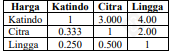 Harga Katindo Citra Lingga
Katindo 1 3.000 4.00
Citra 0.333 1 2.00
Lingga 0.250 0.500 1